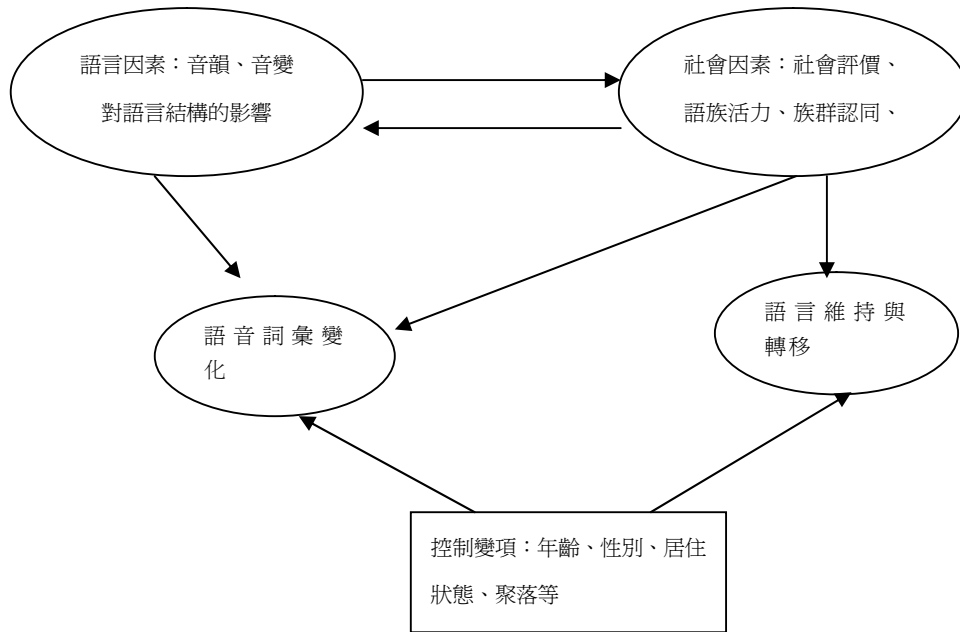 語言因素：音韻、音變
對語言結構的影響
社會因素：社會評價、
語族活力、族群認同、
語音詞彙變
化
語言維持與
轉移
控制變項：年齡、性別、居住
狀態、聚落等